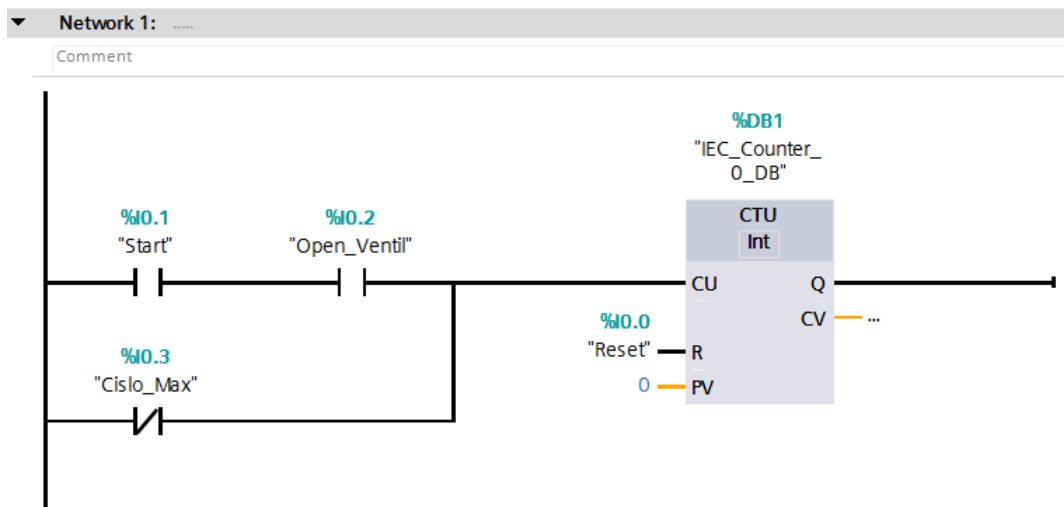 Network 1: .....
Comment
%DB1
"IEC_Counter_
0_DB"
CTU
Int
%I0.1
"Start"
%I0.2
"Open_Ventil"
CU
Q
%I0.0
"Reset"
R
CV
...
0
PV
%I0.3
"Cislo_Max"